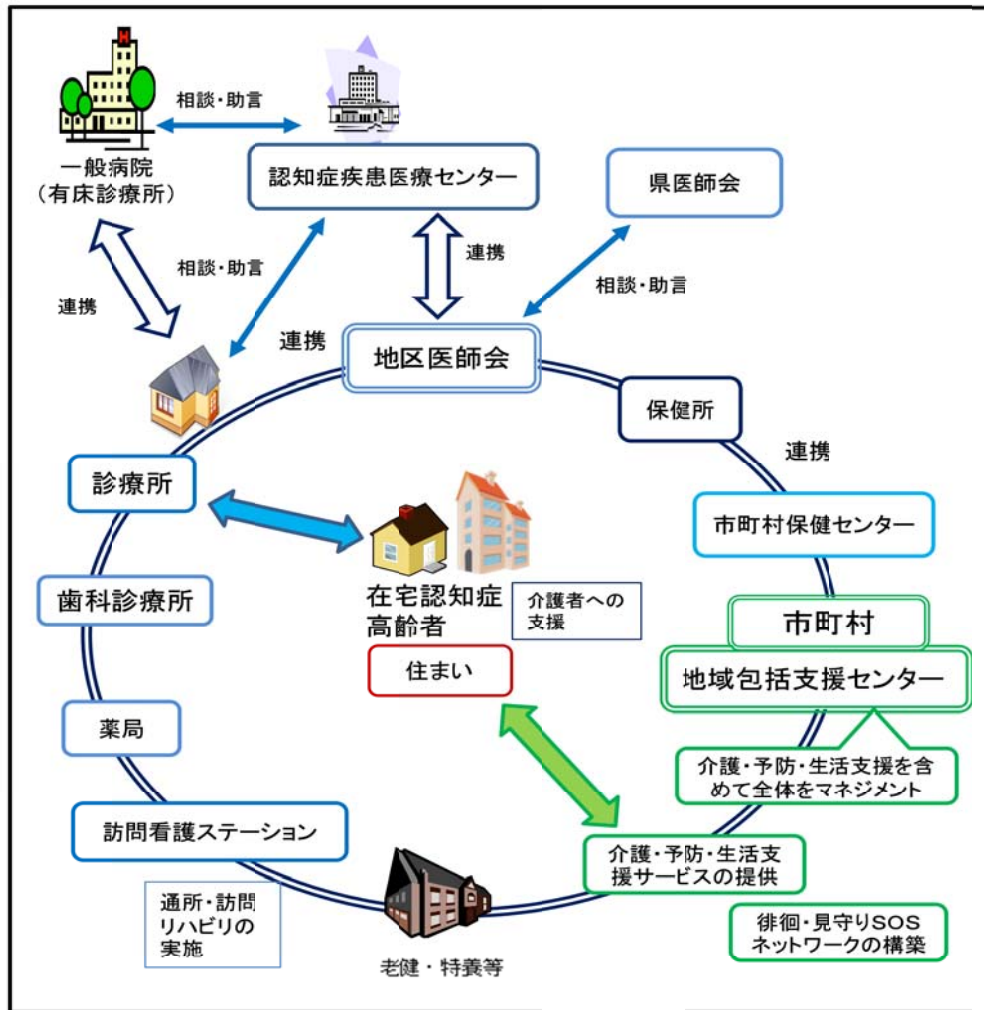 H
相談・助言
一般病院
（有床診療所）
認知症疾患医療センター
県医師会
連携
相談・助言
連携
相談・助言
連携
地区医師会
保健所
連携
診療所
市町村保健センター
歯科診療所
在宅認知症
高齢者
介護者への
支援
住まい
市町村
地域包括支援センター
薬局
介護・予防・生活支援を含
めて全体をマネジメント
訪問看護ステーション
介護・予防・生活支
援サービスの提供
通所・訪問
リハビリの
実施
徘徊・見守りSOS
ネットワークの構築
老健・特養等